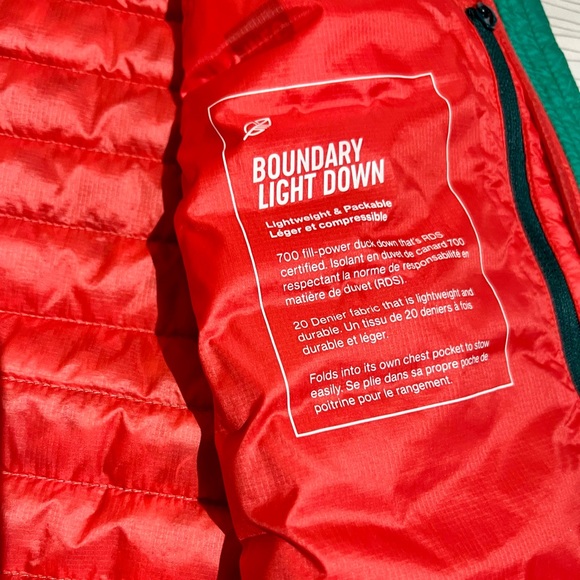 BOUNDARY
LIGHT DOWN
Lightweight & Packable
Léger et compressible
700 fill-power duck down that's RDS
certified. Isolant en duvet de canard 700
respectant la norme de responsabilité en
matière de duvet (RDS).
20 Denier fabric that is lightweight and
durable. Un tissu de 20 deniers à fois
durable et léger.
Folds into its own chest pocket to stow
easily. Se plie dans sa propre poche de
poitrine pour le rangement.